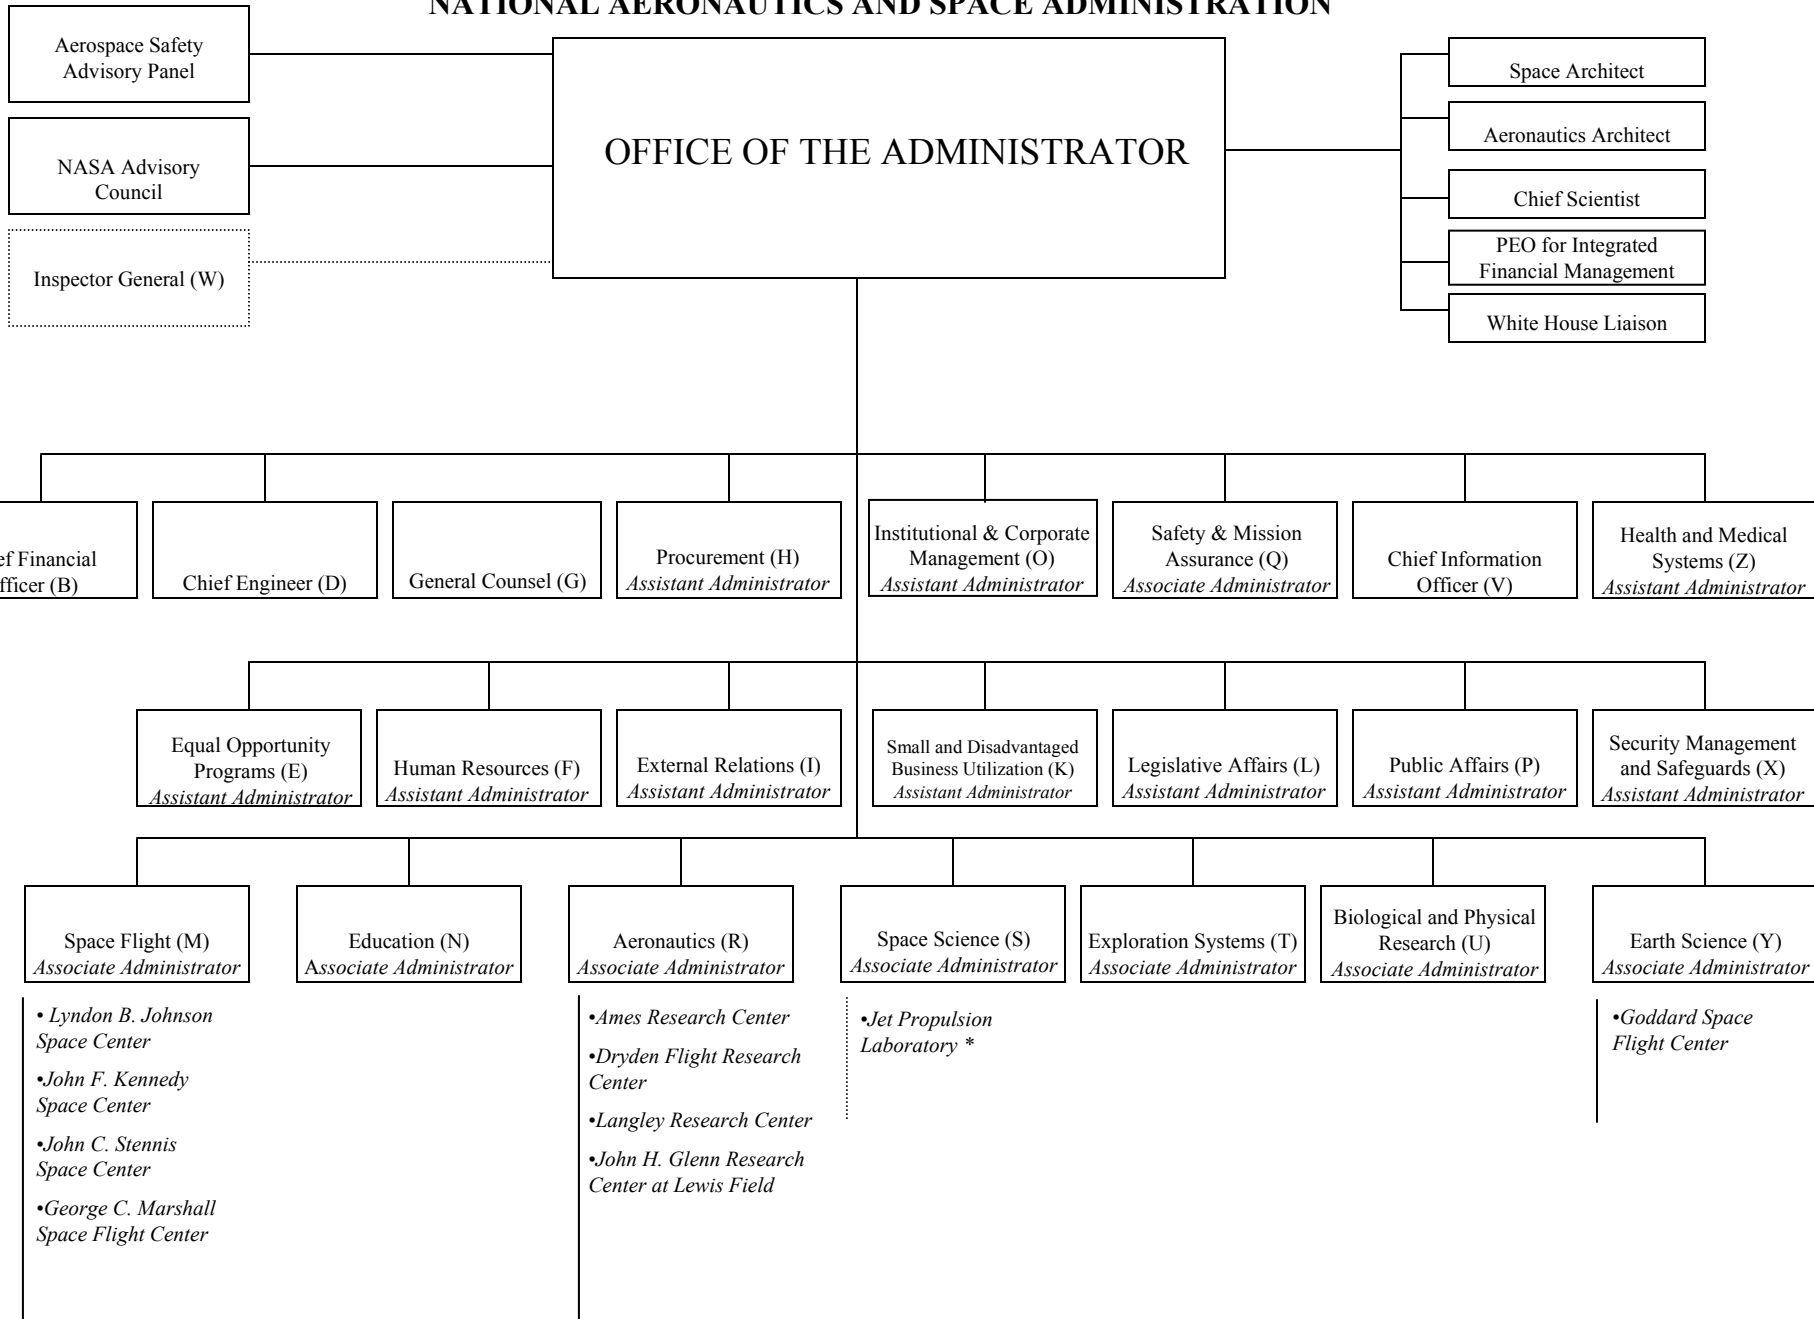 NATIONAL AERONAUTICS AND SPACE ADMINISTRATION
Aerospace Safety
Advisory Panel
NASA Advisory
Council
Inspector General (W)
OFFICE OF THE ADMINISTRATOR
Space Architect
Aeronautics Architect
Chief Scientist
PEO for Integrated
Financial Management
White House Liaison
ef Financial
fficer (B)
Chief Engineer (D)
General Counsel (G)
Procurement (H)
Assistant Administrator
Institutional & Corporate
Management (O)
Assistant Administrator
Safety & Mission
Assurance (Q)
Associate Administrator
Chief Information
Officer (V)
Health and Medical
Systems (Z)
Assistant Administrator
Equal Opportunity
Programs (E)
Assistant Administrator
Human Resources (F)
Assistant Administrator
External Relations (I)
Assistant Administrator
Small and Disadvantaged
Business Utilization (K)
Assistant Administrator
Legislative Affairs (L)
Assistant Administrator
Public Affairs (P)
Assistant Administrator
Security Management
and Safeguards (X)
Assistant Administrator
Space Flight (M)
Associate Administrator
Education (N)
Associate Administrator
Aeronautics (R)
Associate Administrator
Space Science (S)
Associate Administrator
Exploration Systems (T)
Associate Administrator
Biological and Physical
Research (U)
Associate Administrator
Earth Science (Y)
Associate Administrator
• Lyndon B. Johnson
Space Center
•John F. Kennedy
Space Center
•John C. Stennis
Space Center
•George C. Marshall
Space Flight Center
•Ames Research Center
•Dryden Flight Research
Center
•Langley Research Center
•John H. Glenn Research
Center at Lewis Field
•Jet Propulsion
Laboratory *
•Goddard Space
Flight Center